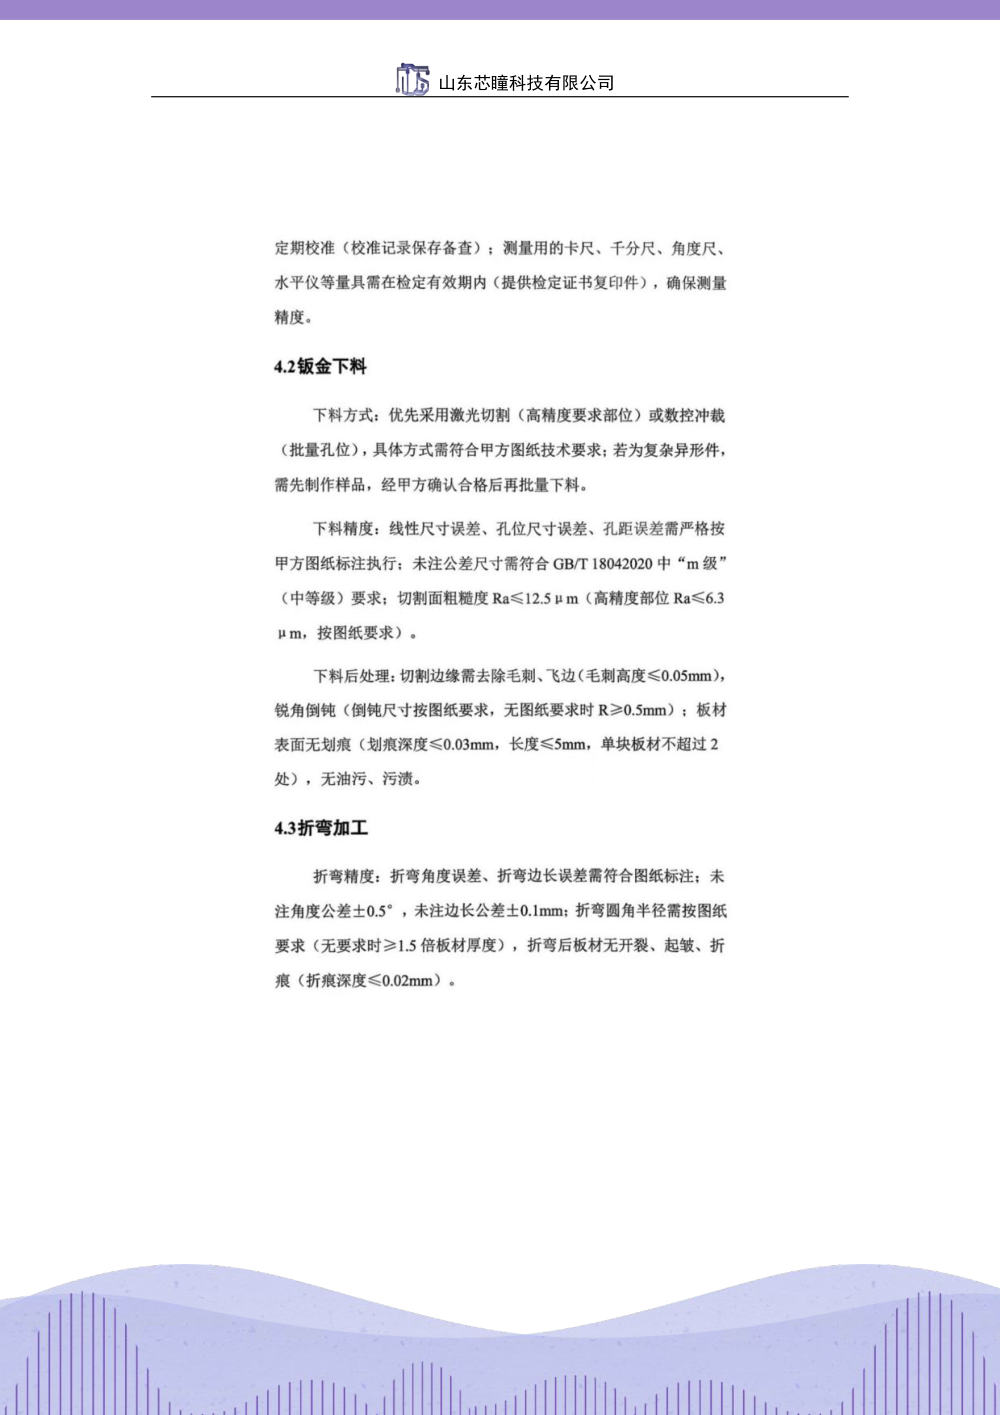 山东芯瞳科技有限公司
定期校准（校准记录保存备查）；测量用的卡尺、千分尺、角度尺、
水平仪等量具需在检定有效期内（提供检定证书复印件），确保测量
精度。
4.2钣金下料
下料方式：优先采用激光切割（高精度要求部位）或数控冲裁
（批量孔位），具体方式需符合甲方图纸技术要求；若为复杂异形件，
需先制作样品，经甲方确认合格后再批量下料。
下料精度：线性尺寸误差、孔位尺寸误差、孔距误差需严格按
甲方图纸标注执行；未注公差尺寸需符合 GB/T 18042020 中“m 级”
（中等级）要求；切割面粗糙度 Ra≤12.5μm（高精度部位 Ra≤6.3
μm，按图纸要求）。
下料后处理：切割边缘需去除毛刺、飞边（毛刺高度≤0.05mm），
锐角倒钝（倒钝尺寸按图纸要求，无图纸要求时 R≥0.5mm）；板材
表面无划痕（划痕深度≤0.03mm，长度≤5mm，单块板材不超过 2
处），无油污、污渍。
4.3折弯加工
折弯精度：折弯角度误差、折弯边长误差需符合图纸标注；未
注角度公差±0.5°，未注边长公差±0.1mm；折弯圆角半径需按图纸
要求（无要求时≥1.5 倍板材厚度），折弯后板材无开裂、起皱、折
痕（折痕深度≤0.02mm）。